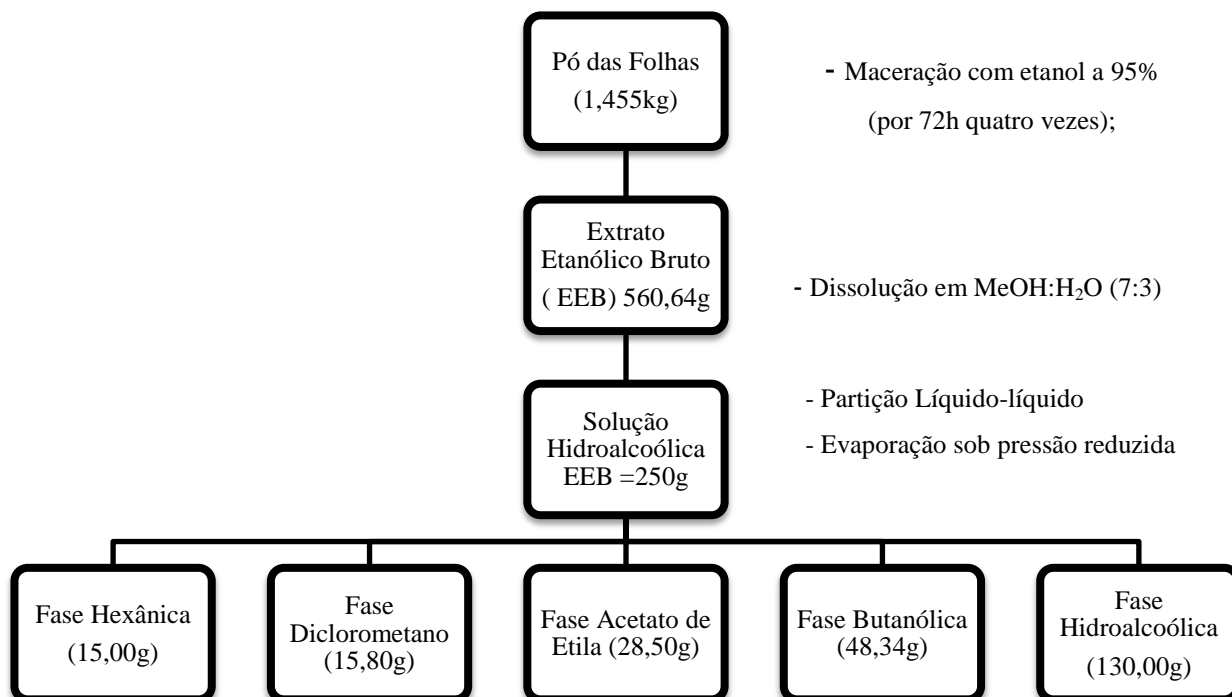 Pó das Folhas
(1,455kg)
- Maceração com etanol a 95%
(por 72h quatro vezes);
Extrato
Etanólico Bruto
( EEB) 560,64g
- Dissolução em MeOH:H₂O (7:3)
Solução
Hidroalcoólica
EEB =250g
- Partição Líquido-líquido
- Evaporação sob pressão reduzida
Fase Hexânica
(15,00g)
Fase
Diclorometano
(15,80g)
Fase Acetato de
Etila (28,50g)
Fase Butanólica
(48,34g)
Fase
Hidroalcoólica
(130,00g)